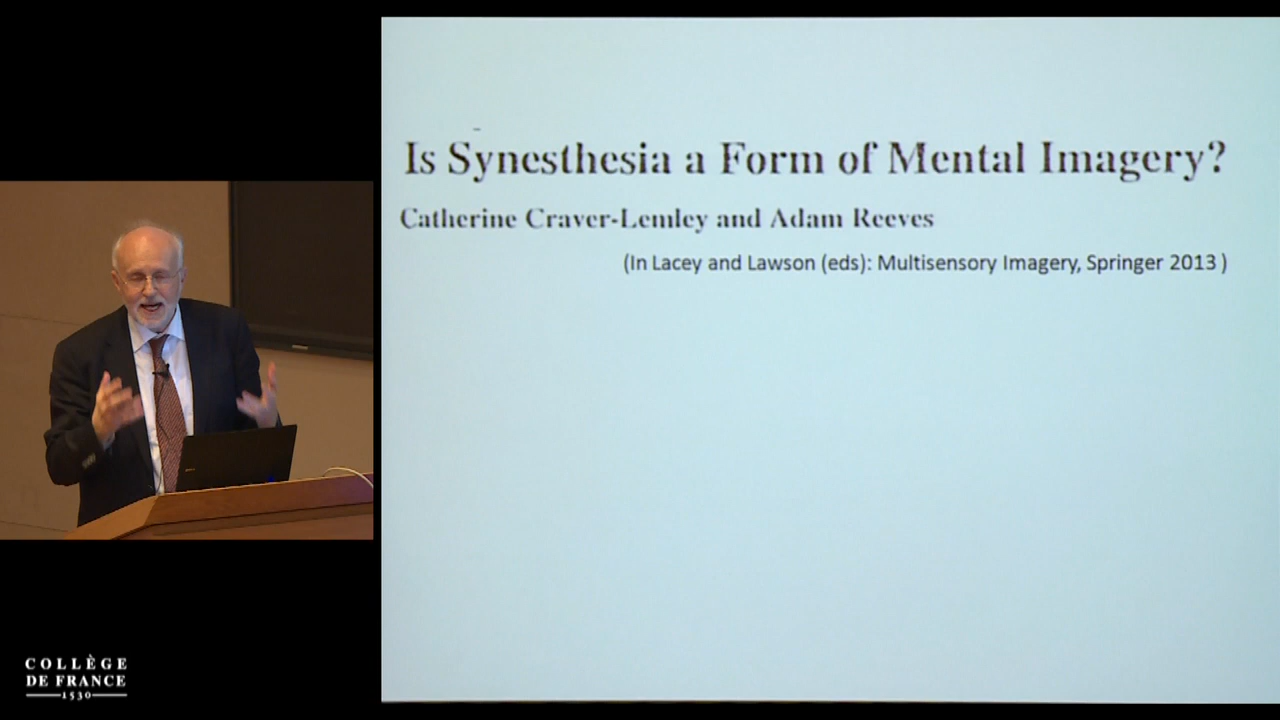 Is Synesthesia a Form of Mental Imagery?
Catherine Craver-Lemley and Adam Reeves
(In Lacey and Lawson (eds): Multisensory Imagery, Springer 2013 )
COLLÈGE
DE FRANCE
1530